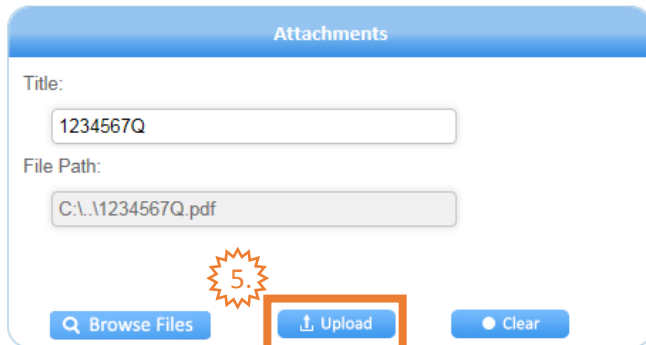 Attachments
Title:
1234567Q
File Path:
C:\..\1234567Q.pdf
5.
Browse Files
Upload
Clear